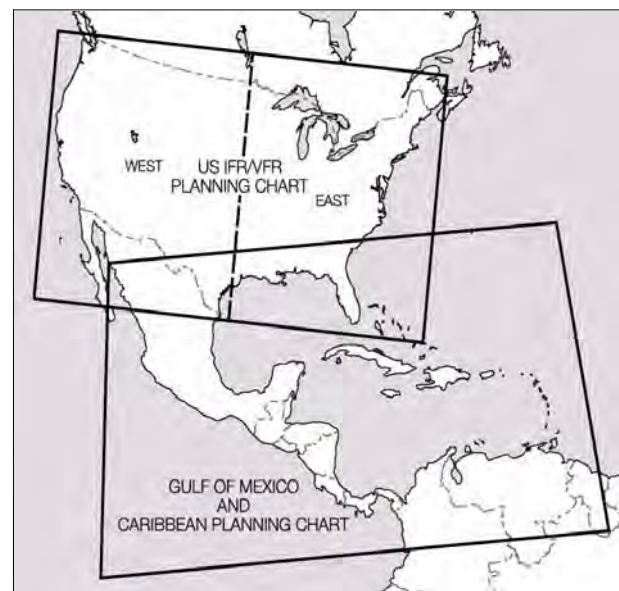 WEST
US IFR/VFR
PLANNING CHART
EAST
GULF OF MEXICO
AND
CARIBBEAN PLANNING CHART